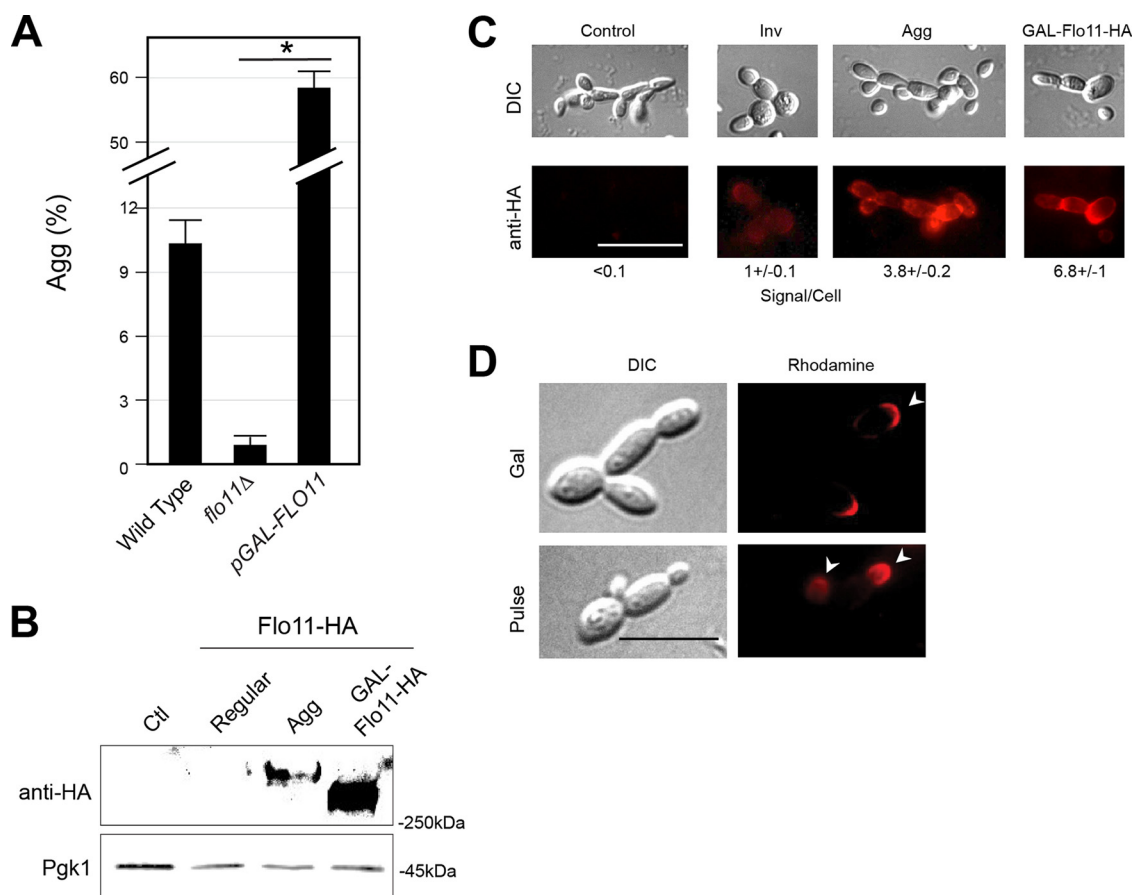 A
Agg (%)
60
50
12
9
6
3
0
*
Wild Type
flo11Δ
pGAL-FLO11
B
Flo11-HA
Ctl
Regular
Agg
GAL-
Flo11-HA
anti-HA
-250kDa
Pgk1
-45kDa
C
Control Inv Agg GAL-Flo11-HA
DIC
anti-HA
<0.1 1+/-0.1 3.8+/-0.2 6.8+/-1
Signal/Cell
D
DIC Rhodamine
Gal
Pulse